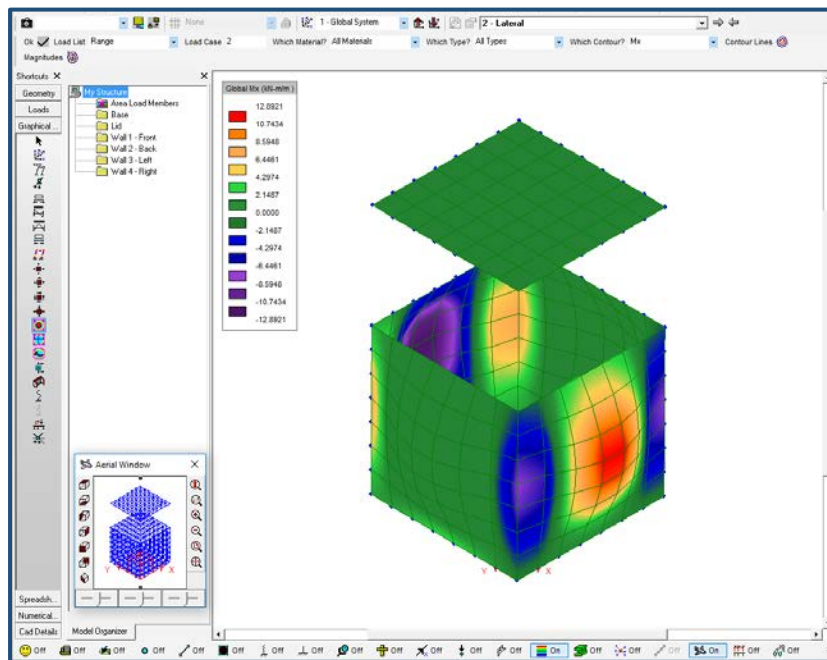 None
1 - Global System
2 - Lateral
Ok Load List Range Load Case 2 Which Material? All Materials Which Type? All Types Which Contour? Mx Contour Lines
Magnitudes
Shortcuts
Geometry
Loads
Graphical ...
My Structure
Area Load Members
Base
Lid
Wall 1 - Front
Wall 2 - Back
Wall 3 - Left
Wall 4 - Right
Global Mx (kN-m/m)
12.8921
10.7434
8.5948
6.4461
4.2974
2.1487
0.0000
-2.1487
-4.2974
-6.4461
-8.5948
-10.7434
-12.8921
Aerial Window
Y X
Y X
Spreadsh...
Numerical...
Cad Details
Model Organizer
Off Off Off Off Off Off Off Off Off Off Off Off Off Off On Off Off Off On Off Off